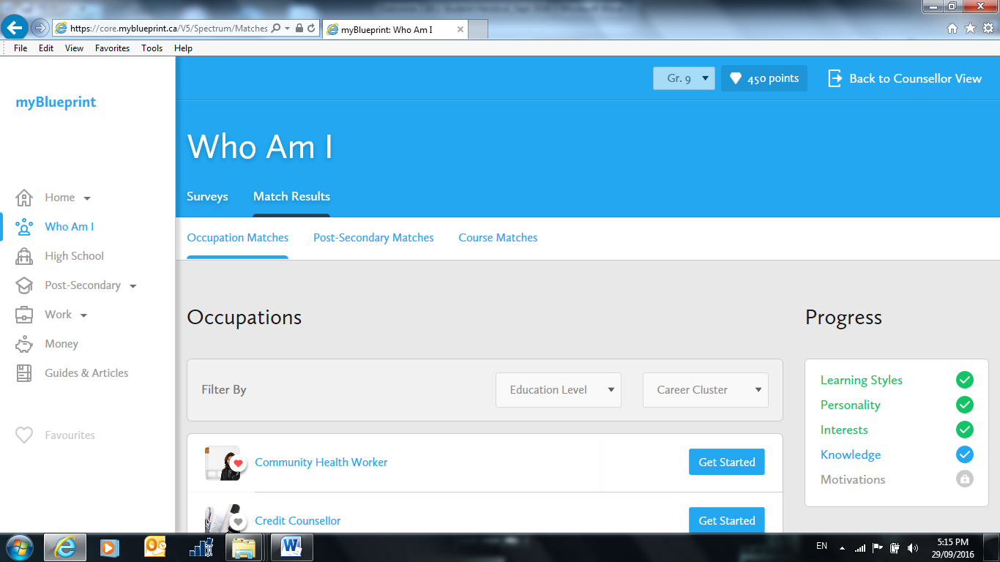 https://core.myblueprint.ca/V5/Spectrum/Matches
myBlueprint: Who Am I
File Edit View Favorites Tools Help
Gr. 9
450 points
Back to Counsellor View
myBlueprint
Who Am I
Surveys
Match Results
Home
Who Am I
High School
Post-Secondary
Work
Money
Guides & Articles
Favourites
Occupation Matches
Post-Secondary Matches
Course Matches
Occupations
Filter By
Education Level
Career Cluster
Community Health Worker
Get Started
Credit Counsellor
Get Started
Progress
Learning Styles
Personality
Interests
Knowledge
Motivations
EN
5:15 PM
29/09/2016